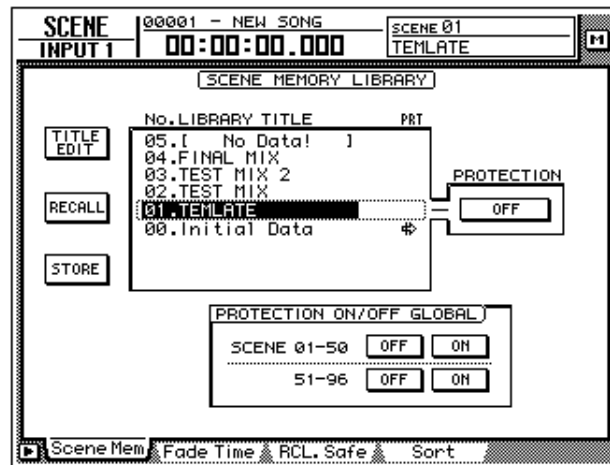 SCENE
INPUT 1
00001 - NEW SONG
00:00:00.000
SCENE 01
TEMLATE
M
SCENE MEMORY LIBRARY
No.LIBRARY TITLE PRT
TITLE EDIT
05.[ No Data! ]
04.FINAL MIX
03.TEST MIX 2
02.TEST MIX
01.TEMLATE
00.Initial Data
RECALL
STORE
PROTECTION
OFF
PROTECTION ON/OFF GLOBAL
SCENE 01-50 OFF ON
51-96 OFF ON
Scene Mem Fade Time RCL. Safe Sort